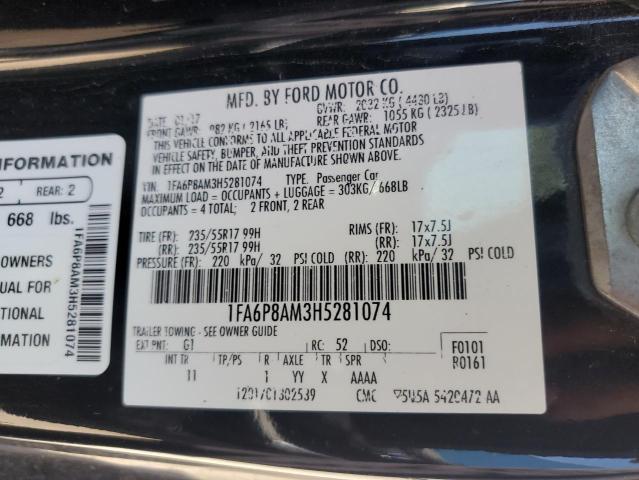 MFD. BY FORD MOTOR CO.
DATE 01/17 GVWR: 2032 KG (4480 LB)
FRONT GAWR: 982 KG (2165 LB) REAR GAWR: 1055 KG (2325 LB)
THIS VEHICLE CONFORMS TO ALL APPLICABLE FEDERAL MOTOR
VEHICLE SAFETY, BUMPER, AND THEFT PREVENTION STANDARDS
IN EFFECT ON THE DATE OF MANUFACTURE SHOWN ABOVE.
VIN 1FA6P8AM3H5281074 TYPE: Passenger Car
MAXIMUM LOAD = OCCUPANTS + LUGGAGE = 303KG/668LB
OCCUPANTS = 4 TOTAL; 2 FRONT, 2 REAR
TIRE (FR): 235/55R17 99H RIMS (FR): 17x7.5J
(RR): 235/55R17 99H (RR): 17x7.5J
PRESSURE (FR): 220 kPa/ 32 PSI COLD (RR): 220 kPa/ 32 PSI COLD
1FA6P8AM3H5281074
TRAILER TOWING - SEE OWNER GUIDE
EXT PNT: G1 RC: 52 DSO: F0101
R0161
INT TR TP/PS R AXLE TR SPR
11 1 YY X AAAA
CMC
INFORMATION
2 REAR: 2
668 lbs.
OWNERS
UAL FOR
TIONAL
RMATION
1FA6P8AM3H5281074